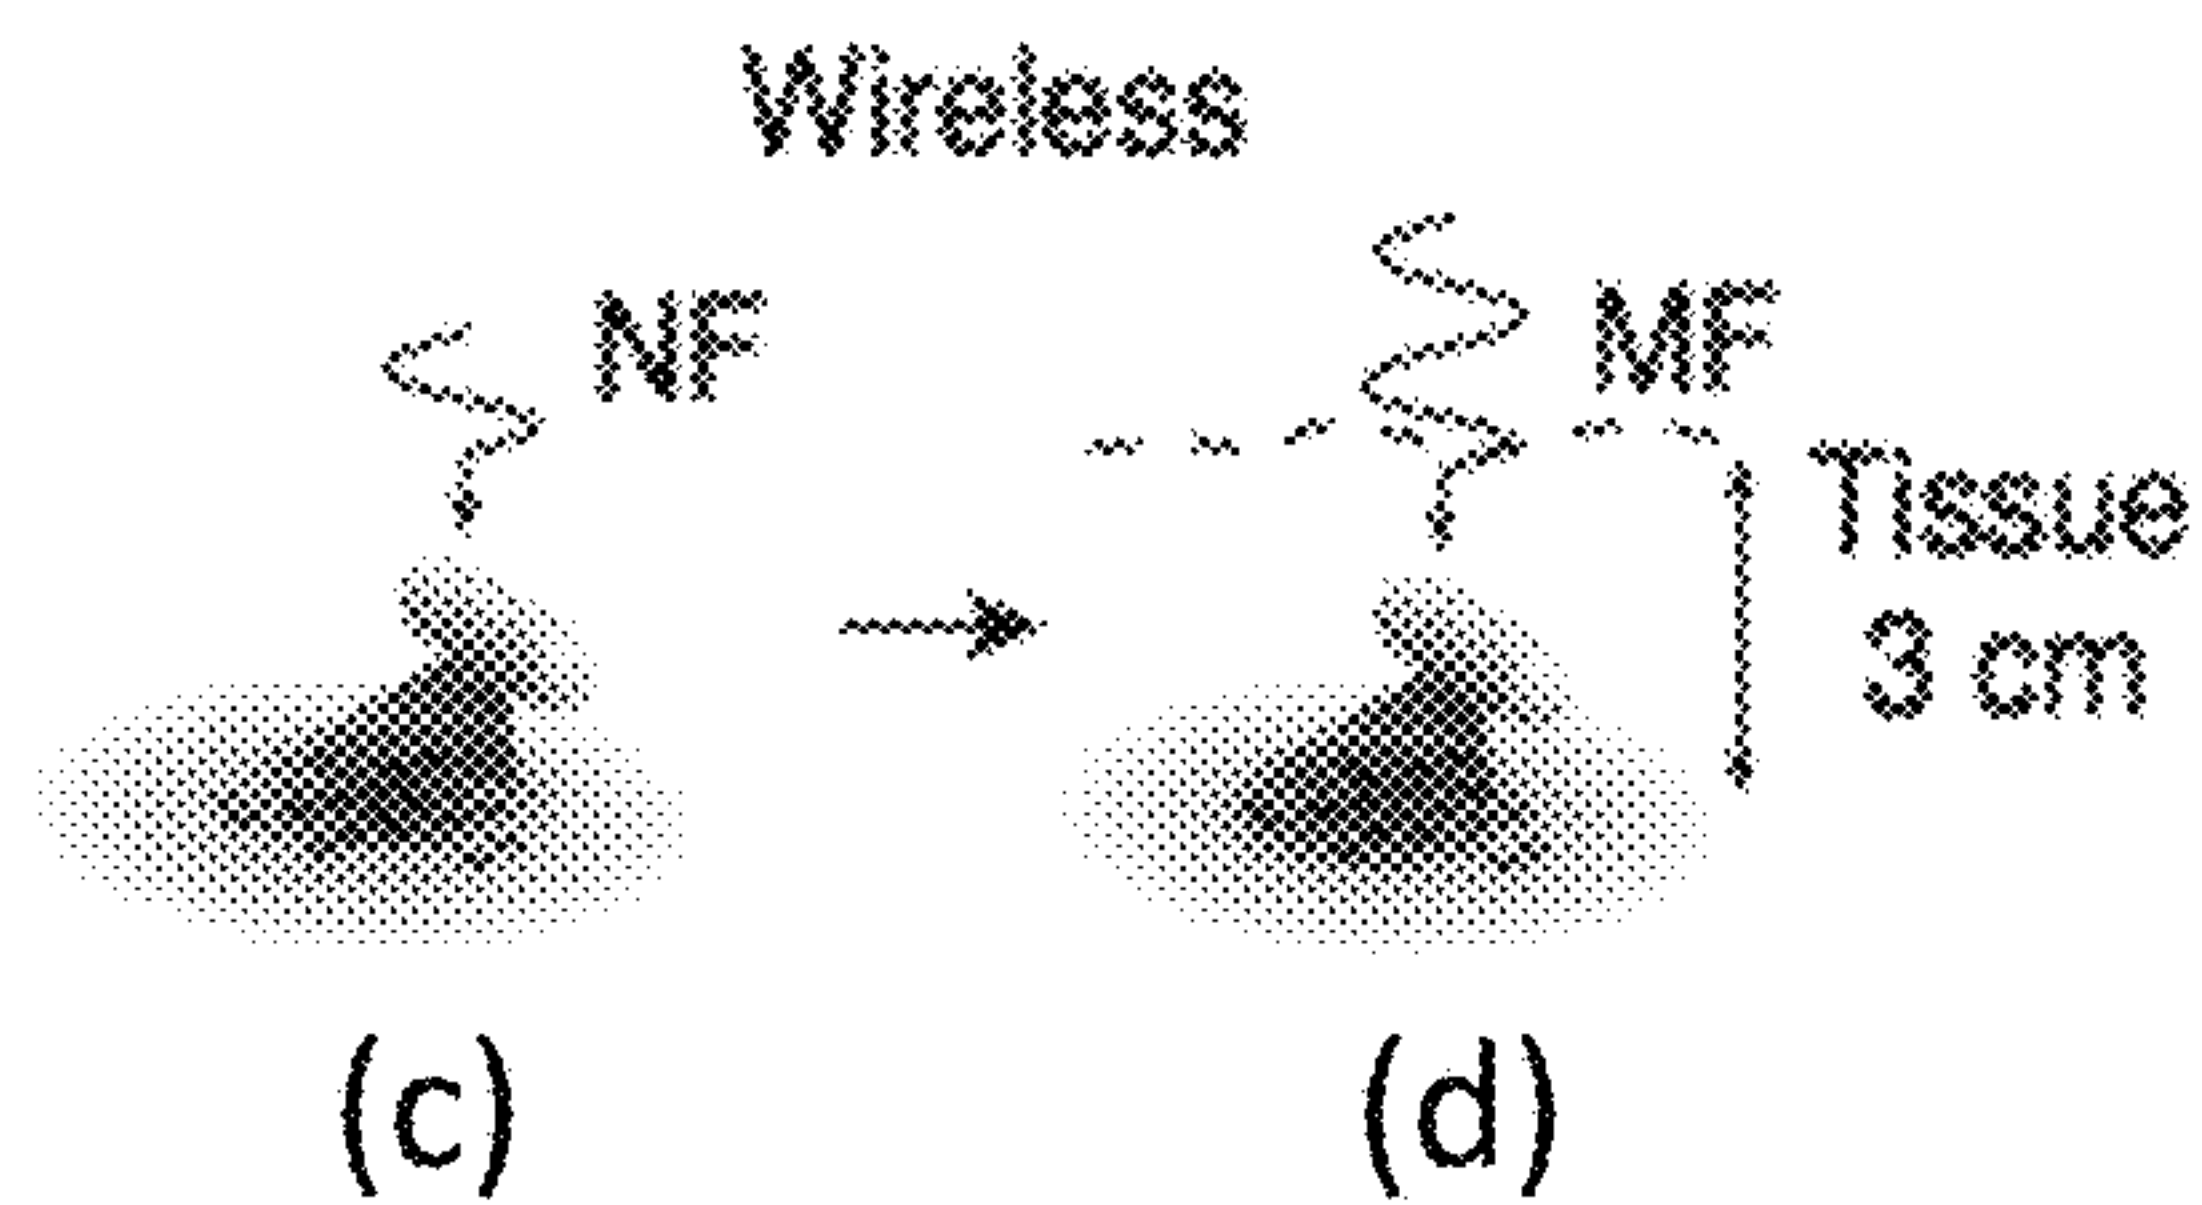 Wireless
NF
MF
Tissue
3 cm
(c)
(d)